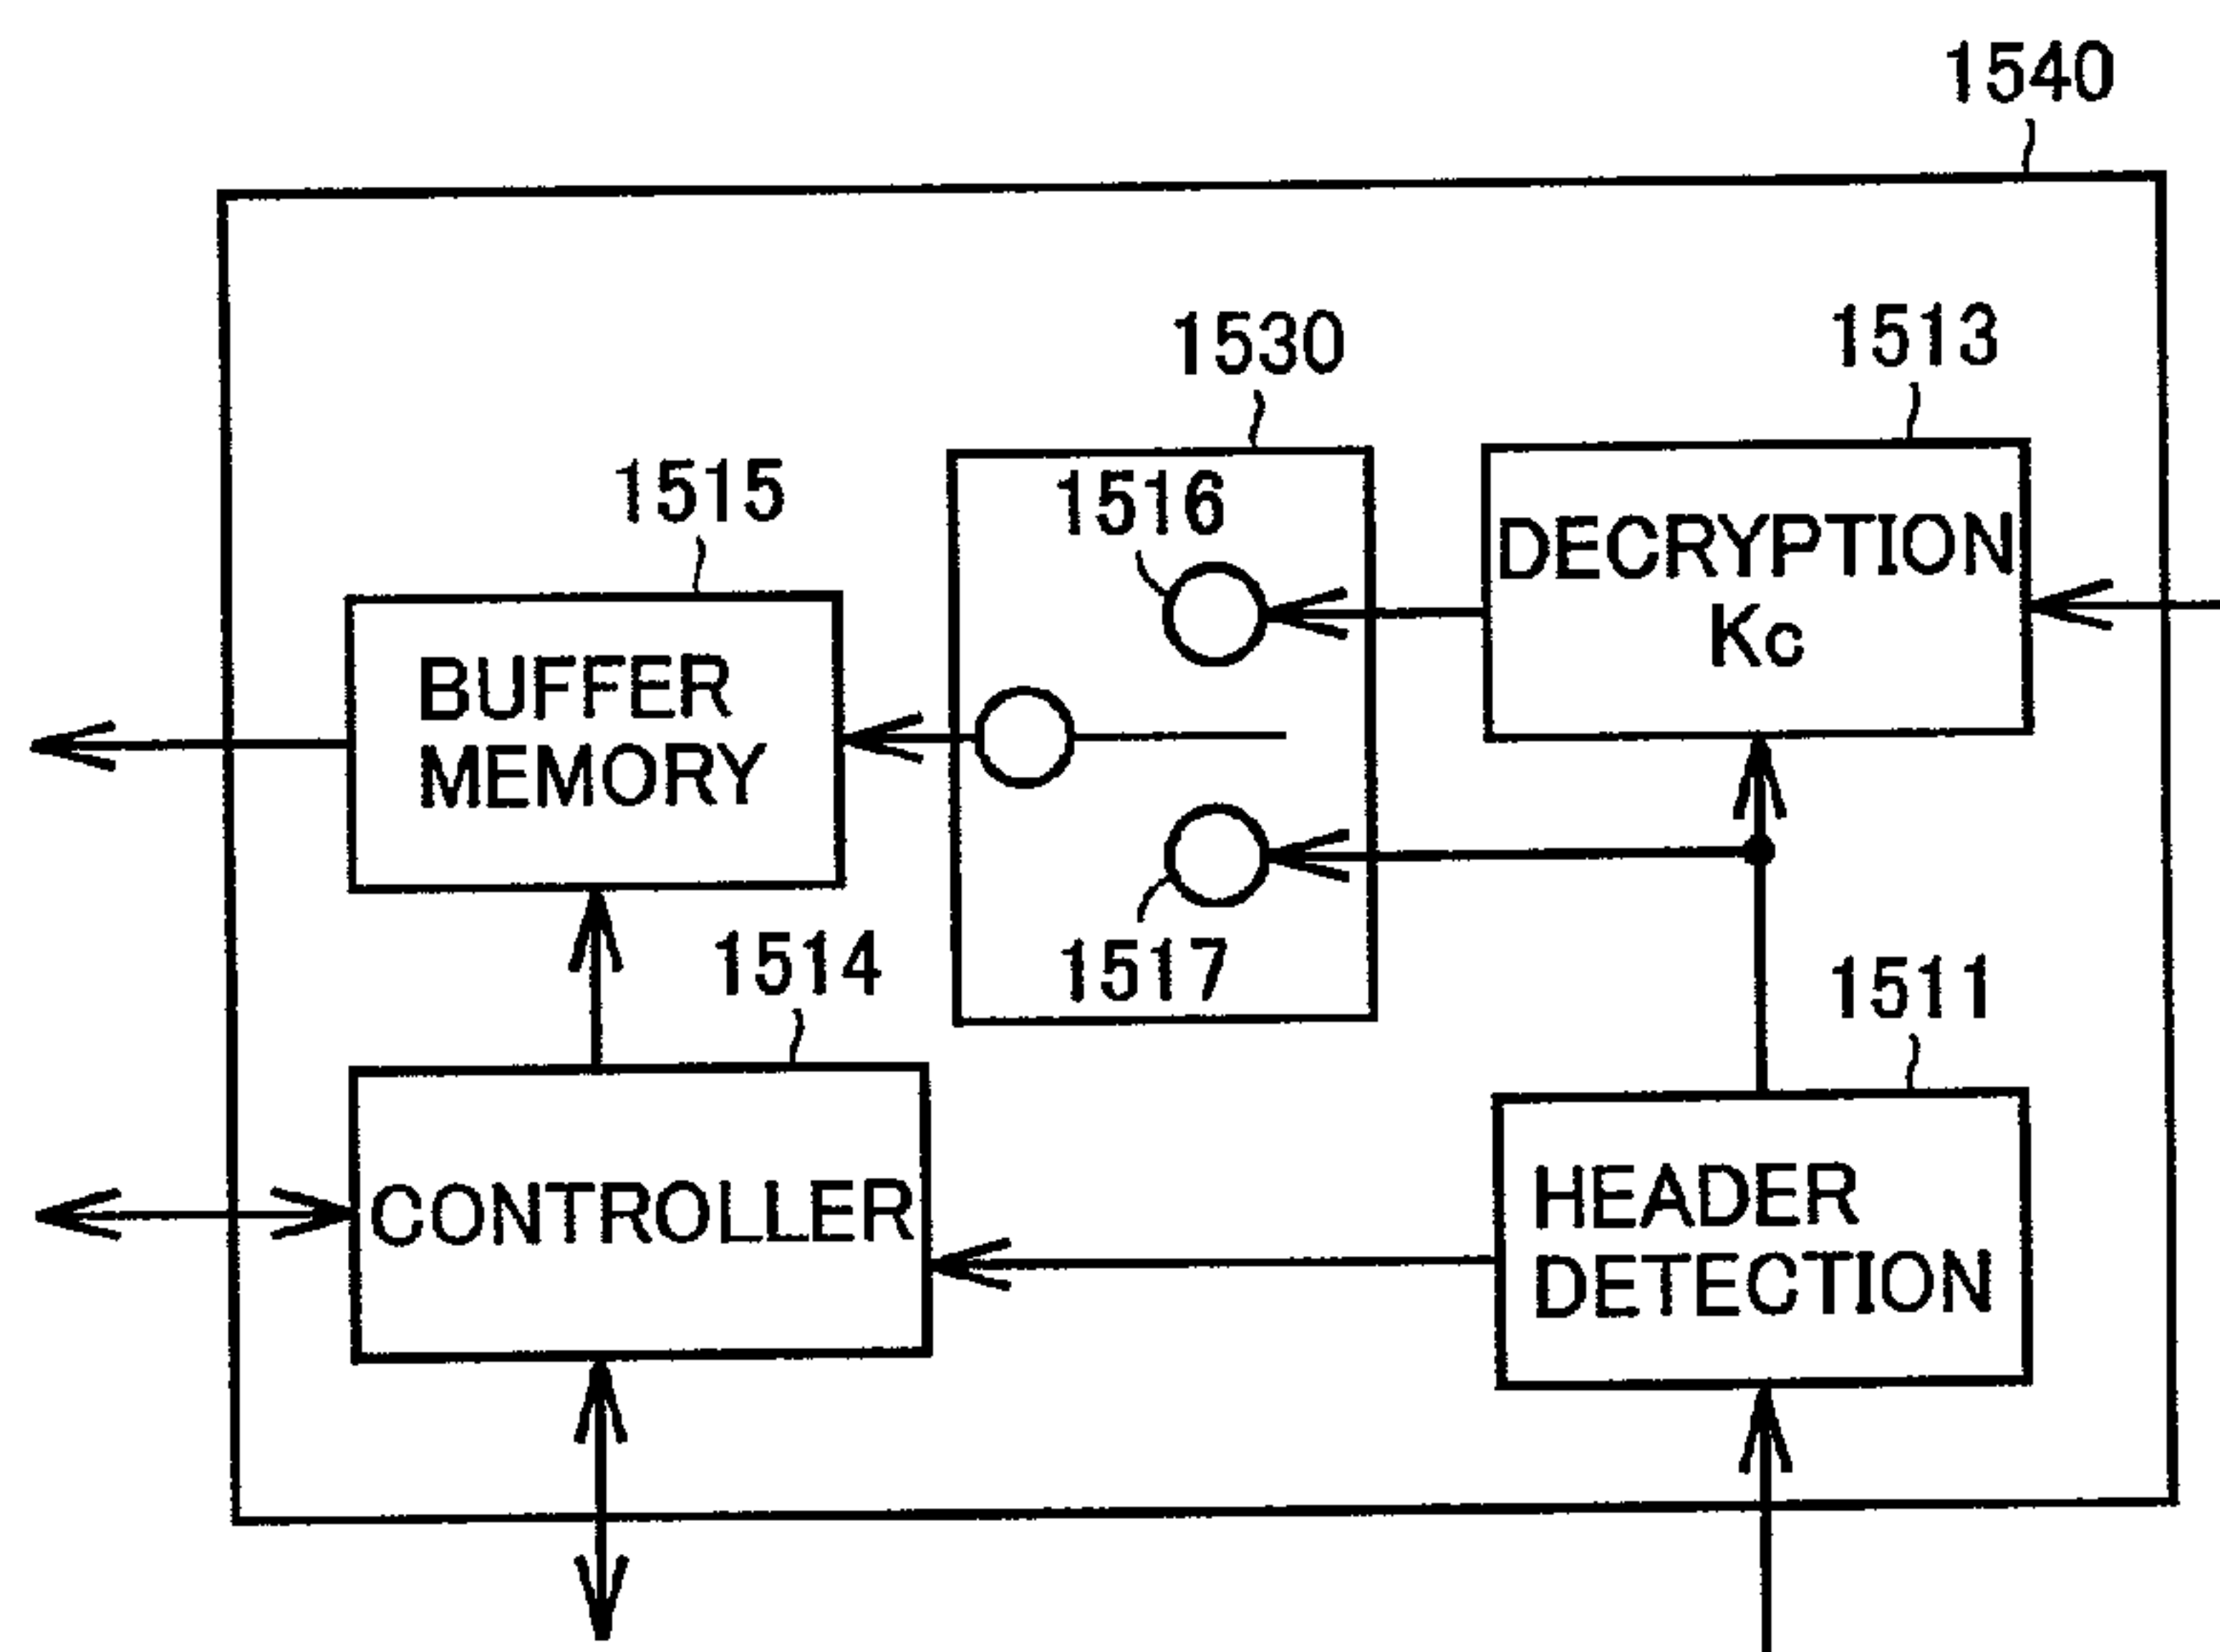 1540
1530
1513
1515
1516
DECRYPTION
Kc
BUFFER
MEMORY
1517
1514
1511
CONTROLLER
HEADER
DETECTION